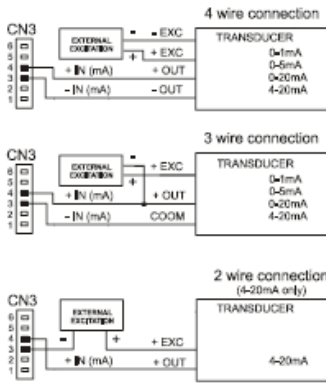 4 wire connection
CN3
EXTERNAL
EXCITATION
- - EXC
+ + EXC
+ IN (mA) + OUT
- IN (mA) - OUT
TRANSDUCER
0-1mA
0-5mA
0-20mA
4-20mA
6
5
4
3
2
1
3 wire connection
CN3
EXTERNAL
EXCITATION
-
+
+ EXC
+ IN (mA) + OUT
- IN (mA) COOM
TRANSDUCER
0-1mA
0-5mA
0-20mA
4-20mA
6
5
4
3
2
1
2 wire connection
(4-20mA only)
CN3
EXTERNAL
EXCITATION
- +
+ EXC
+ IN (mA) + OUT
TRANSDUCER
4-20mA
6
5
4
3
2
1